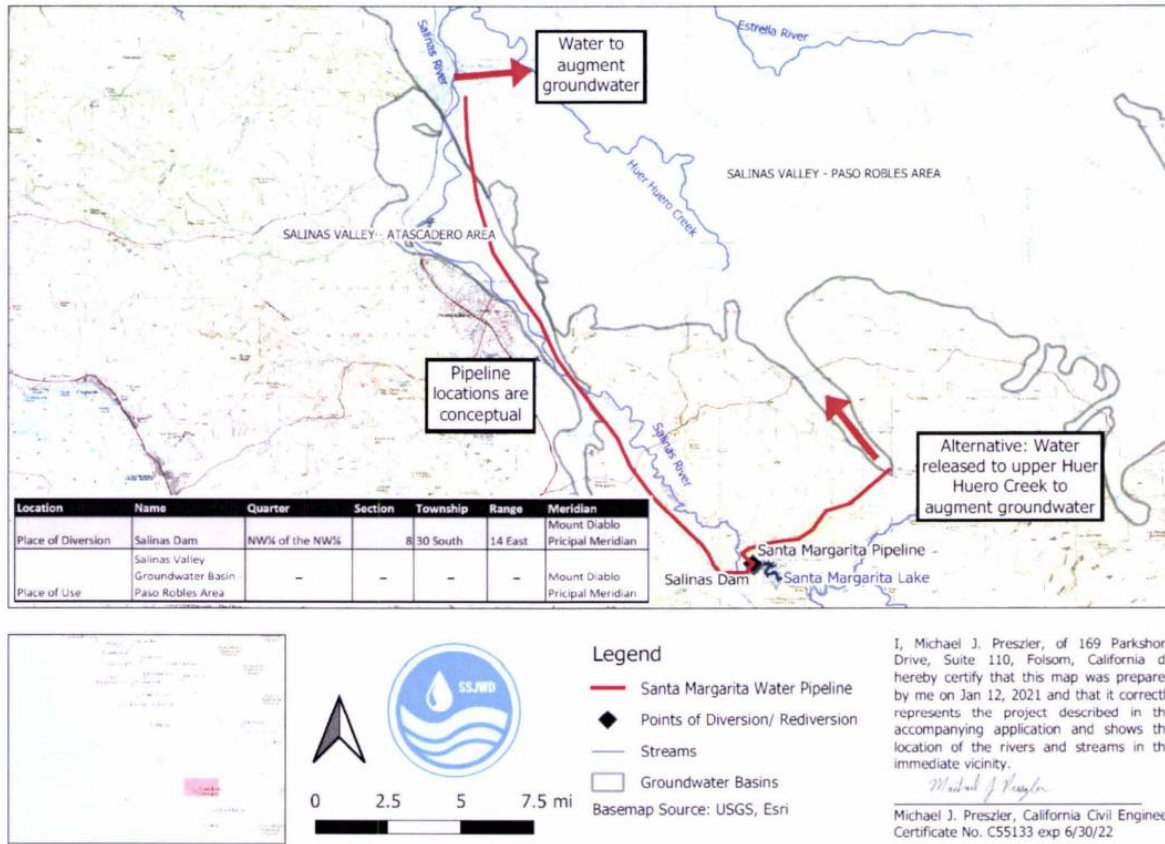 Salinas River
Water to
augment
groundwater
Estrella River
Huer Huero Creek
SALINAS VALLEY - PASO ROBLES AREA
SALINAS VALLEY - ATASCADERO AREA
Pipeline
locations are
conceptual
Salinas River
Alternative: Water
released to upper Huer
Huero Creek to
augment groundwater
Santa Margarita Pipeline
Salinas Dam
Santa Margarita Lake
Location Name Quarter Section Township Range Meridian
Place of Diversion Salinas Dam NW¼ of the NW¼ 8 30 South 14 East Mount Diablo Pricipal Meridian
Place of Use Salinas Valley Groundwater Basin - Paso Robles Area – – – – Mount Diablo Pricipal Meridian
SSJWD
0 2.5 5 7.5 mi
Legend
Santa Margarita Water Pipeline
Points of Diversion/ Rediversion
Streams
Groundwater Basins
Basemap Source: USGS, Esri
I, Michael J. Preszler, of 169 Parkshor
Drive, Suite 110, Folsom, California d
hereby certify that this map was prepare
by me on Jan 12, 2021 and that it correctl
represents the project described in th
accompanying application and shows th
location of the rivers and streams in th
immediate vicinity.
Michael J Preszler
Michael J. Preszler, California Civil Enginee
Certificate No. C55133 exp 6/30/22